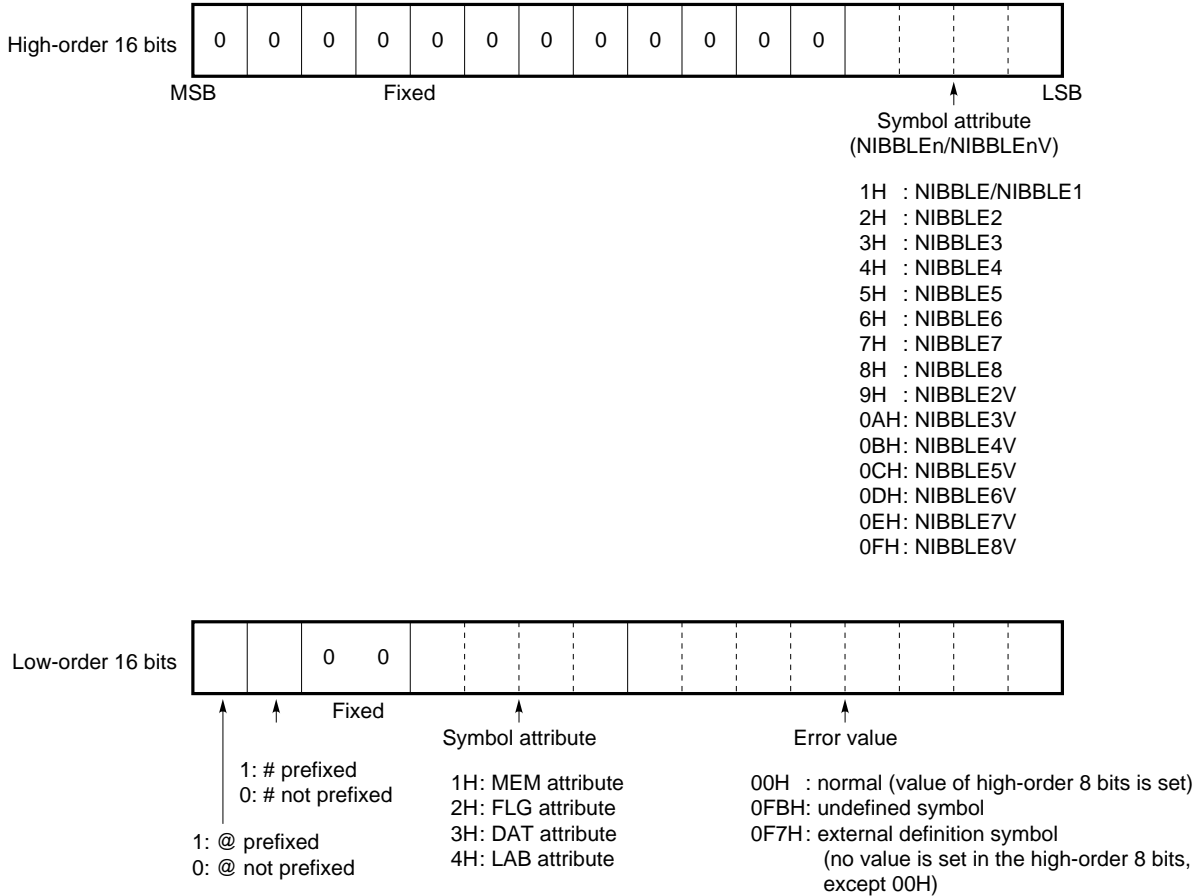 High-order 16 bits 0 0 0 0 0 0 0 0 0 0 0 0
MSB Fixed LSB
Symbol attribute
(NIBBLEn/NIBBLEnV)
1H : NIBBLE/NIBBLE1
2H : NIBBLE2
3H : NIBBLE3
4H : NIBBLE4
5H : NIBBLE5
6H : NIBBLE6
7H : NIBBLE7
8H : NIBBLE8
9H : NIBBLE2V
0AH: NIBBLE3V
0BH: NIBBLE4V
0CH: NIBBLE5V
0DH: NIBBLE6V
0EH: NIBBLE7V
0FH: NIBBLE8V
Low-order 16 bits 0 0
Fixed
1: @ prefixed
0: @ not prefixed
1: # prefixed
0: # not prefixed
Symbol attribute
1H: MEM attribute
2H: FLG attribute
3H: DAT attribute
4H: LAB attribute
Error value
00H : normal (value of high-order 8 bits is set)
0FBH: undefined symbol
0F7H: external definition symbol
(no value is set in the high-order 8 bits,
except 00H)